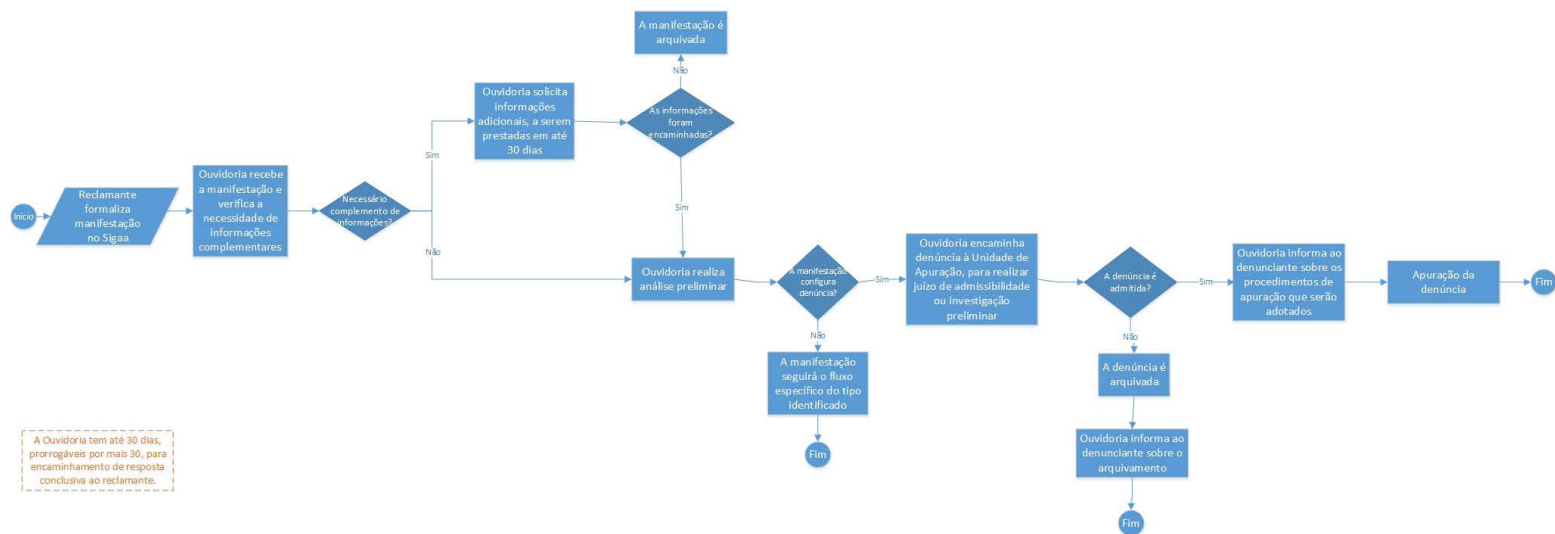 Início
Reclamante
formaliza
manifestação
no Sigaa
Ouvidoria recebe
a manifestação e
verifica a
necessidade de
informações
complementares
Necessário
complemento de
informações?
Sim
Não
Ouvidoria solicita
informações
adicionais, a serem
prestadas em até
30 dias
As informações
foram
encaminhadas?
Não
A manifestação é
arquivada
Sim
Ouvidoria realiza
análise preliminar
A manifestação
configura
denúncia?
Sim
Não
A manifestação
seguirá o fluxo
específico do tipo
identificado
Fim
Ouvidoria encaminha
denúncia à Unidade de
Apuração, para realizar
juízo de admissibilidade
ou investigação
preliminar
A denúncia é
admitida?
Sim
Não
A denúncia é
arquivada
Ouvidoria informa ao
denunciante sobre o
arquivamento
Fim
Ouvidoria informa ao
denunciante sobre os
procedimentos de
apuração que serão
adotados
Apuração da
denúncia
Fim
A Ouvidoria tem até 30 dias,
prorrogáveis por mais 30, para
encaminhamento de resposta
conclusiva ao reclamante.